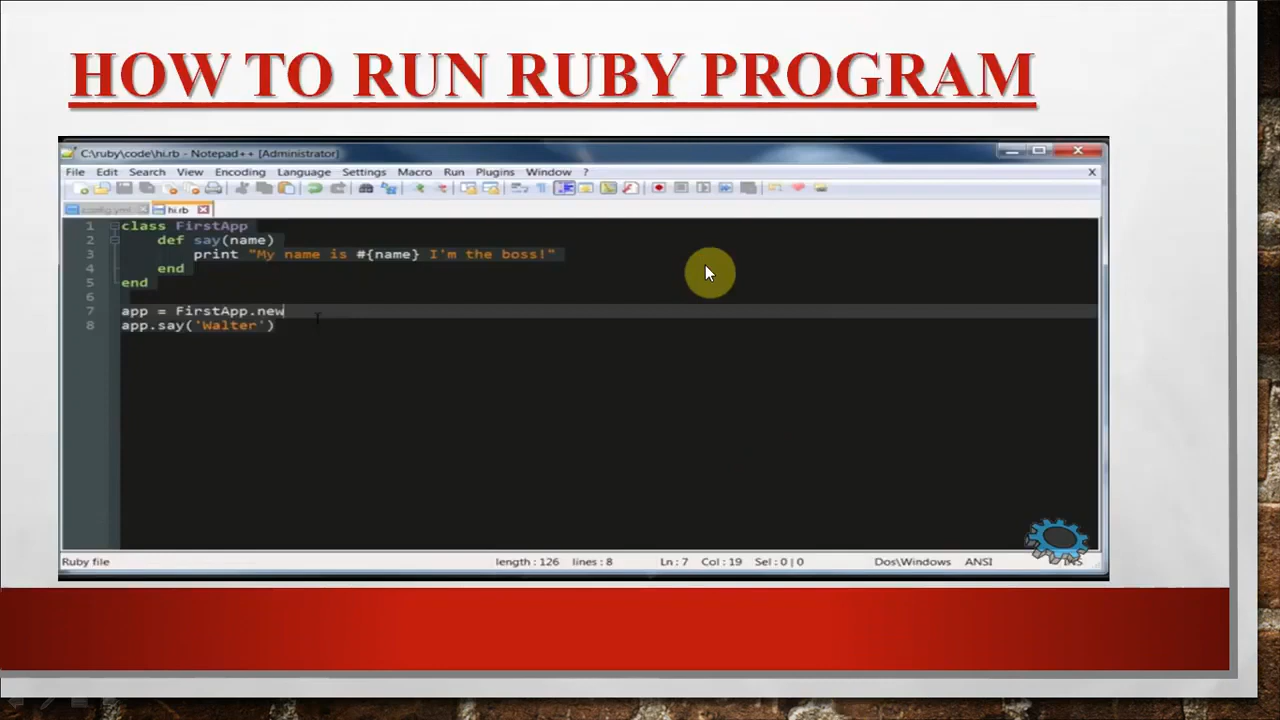 HOW TO RUN RUBY PROGRAM
C:\ruby\code\hi.rb - Notepad++ [Administrator]
File Edit Search View Encoding Language Settings Macro Run Plugins Window ? X
config.yml hi.rb
1 class FirstApp
2 def say(name)
3 print "My name is #{name} I'm the boss!"
4 end
5 end
6
7 app = FirstApp.new
8 app.say('Walter')
Ruby file length : 126 lines : 8 Ln : 7 Col : 19 Sel : 0 | 0 Dos\Windows ANSI INS